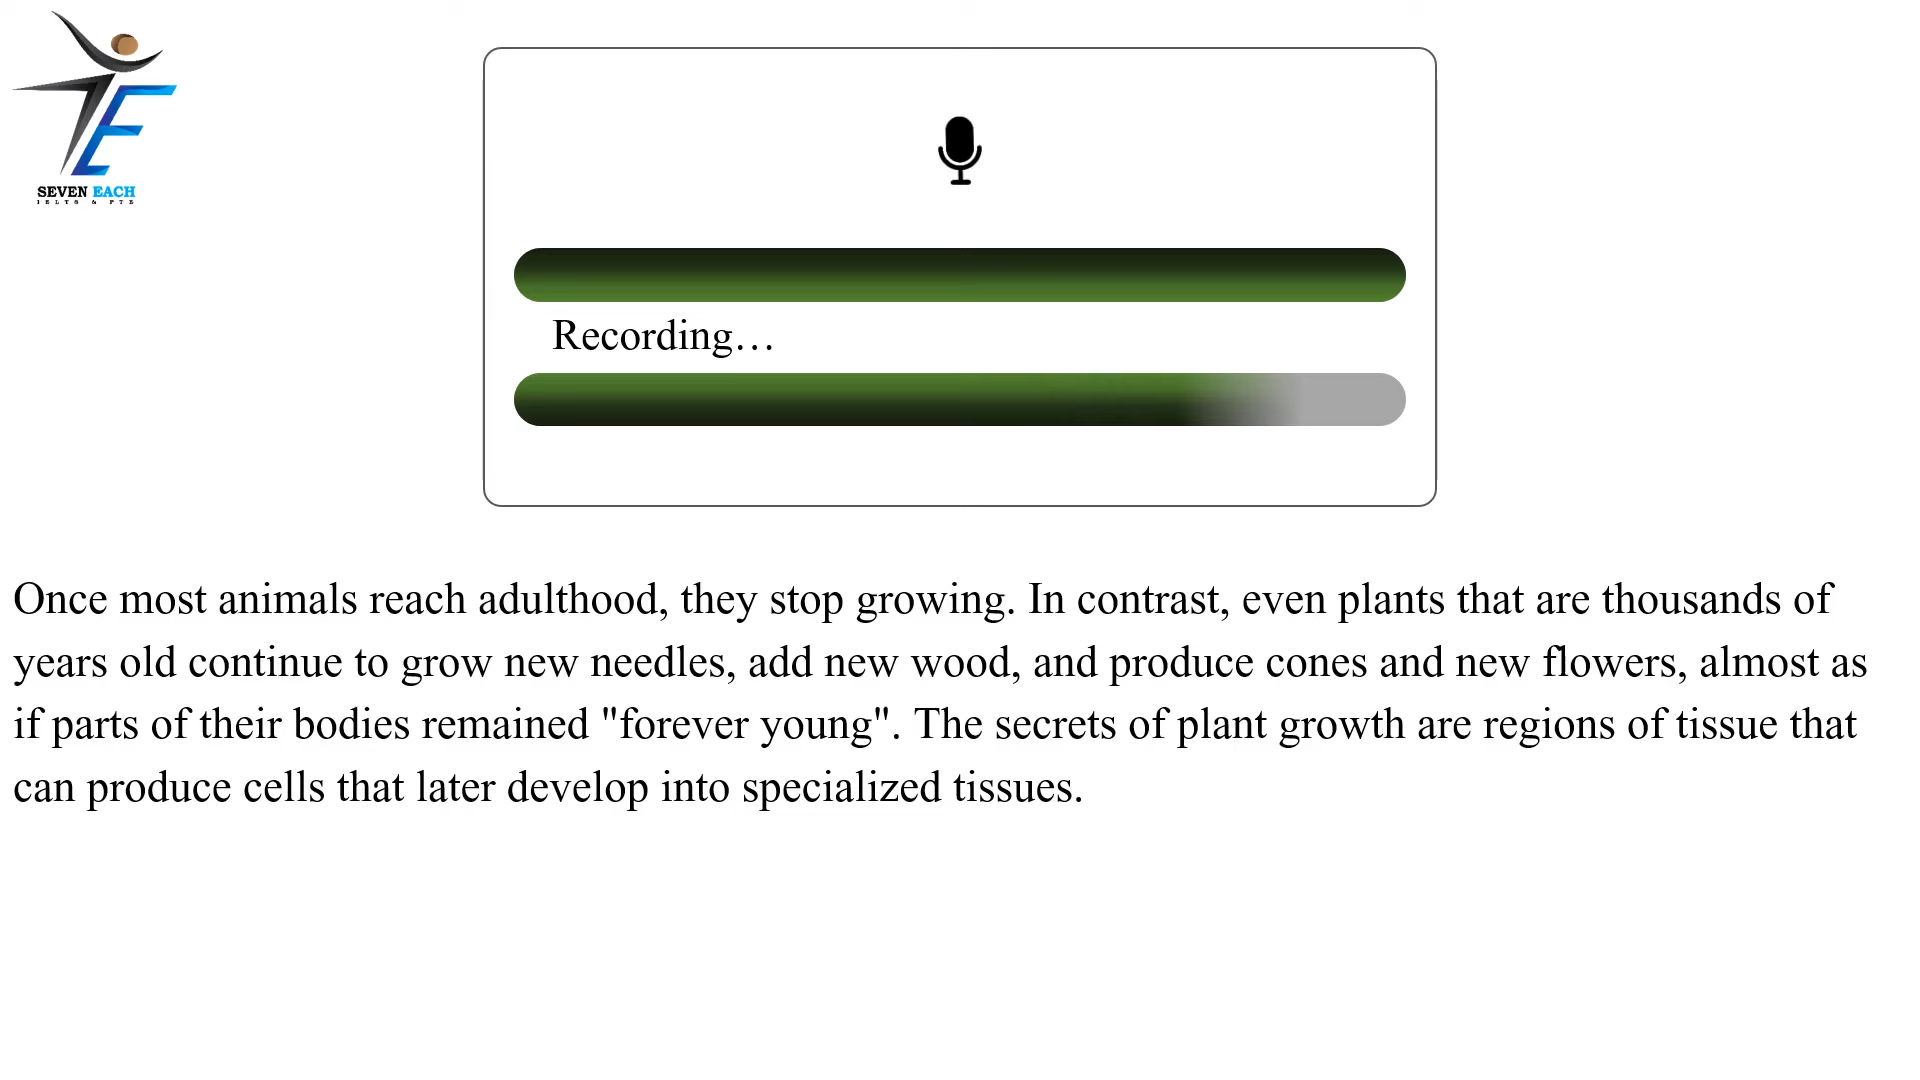 SEVEN EACH
IELTS & PTE
Recording…
Once most animals reach adulthood, they stop growing. In contrast, even plants that are thousands of
years old continue to grow new needles, add new wood, and produce cones and new flowers, almost as
if parts of their bodies remained "forever young". The secrets of plant growth are regions of tissue that
can produce cells that later develop into specialized tissues.